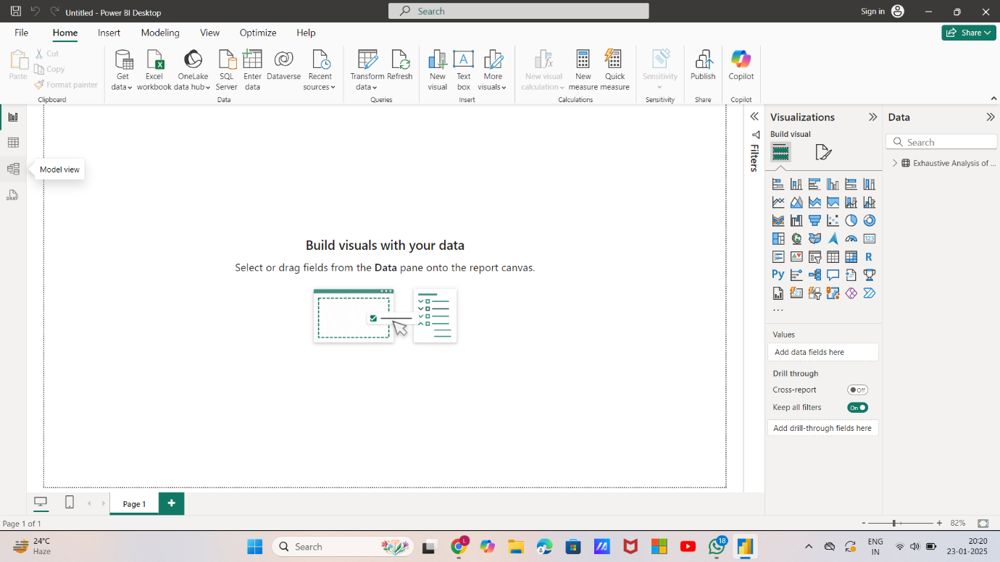 Untitled - Power BI Desktop
Search
Sign in
File Home Insert Modeling View Optimize Help
Share
Paste
Cut
Copy
Format painter
Clipboard
Get data
Excel workbook
OneLake data hub
SQL Server
Enter data
Dataverse
Recent sources
Data
Transform data
Refresh
Queries
New visual
Text box
More visuals
Insert
New visual calculation
New measure
Quick measure
Calculations
Sensitivity
Sensitivity
Publish
Share
Copilot
Copilot
Model view
DAX
Build visuals with your data
Select or drag fields from the Data pane onto the report canvas.
Filters
Visualizations
Build visual
123
R
Py
123
Values
Add data fields here
Drill through
Cross-report
Off
Keep all filters
On
Add drill-through fields here
Data
Search
Exhaustive Analysis of ...
Page 1
Page 1 of 1
- + 82%
24°C
Haze
Search
L
18
ENG
IN
20:20
23-01-2025